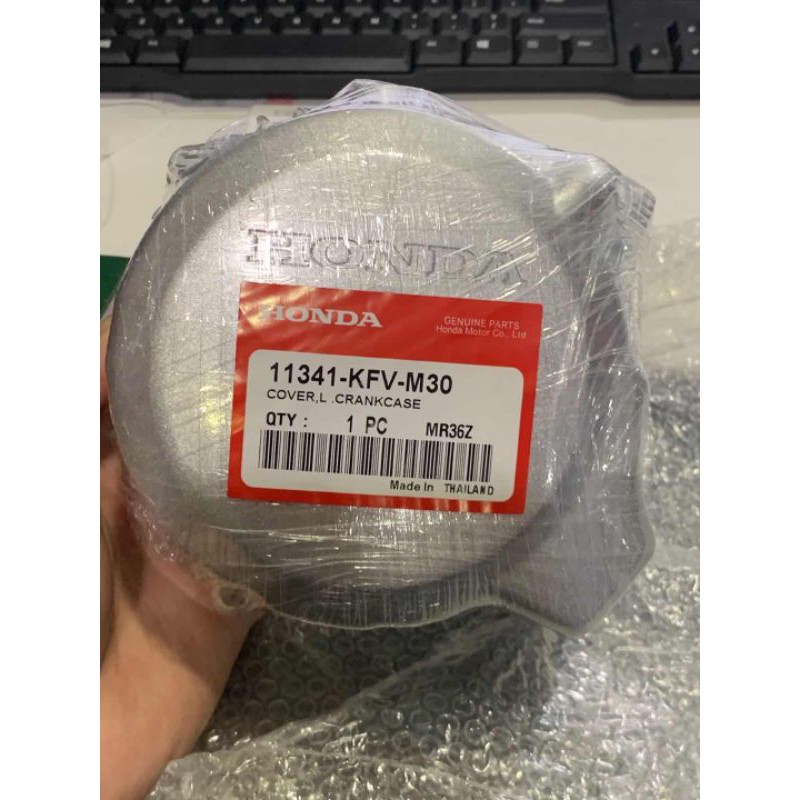 HONDA
HONDA
GENUINE PARTS
Honda Motor Co., Ltd
11341-KFV-M30
COVER,L .CRANKCASE
QTY : 1 PC MR36Z
Made In THAILAND